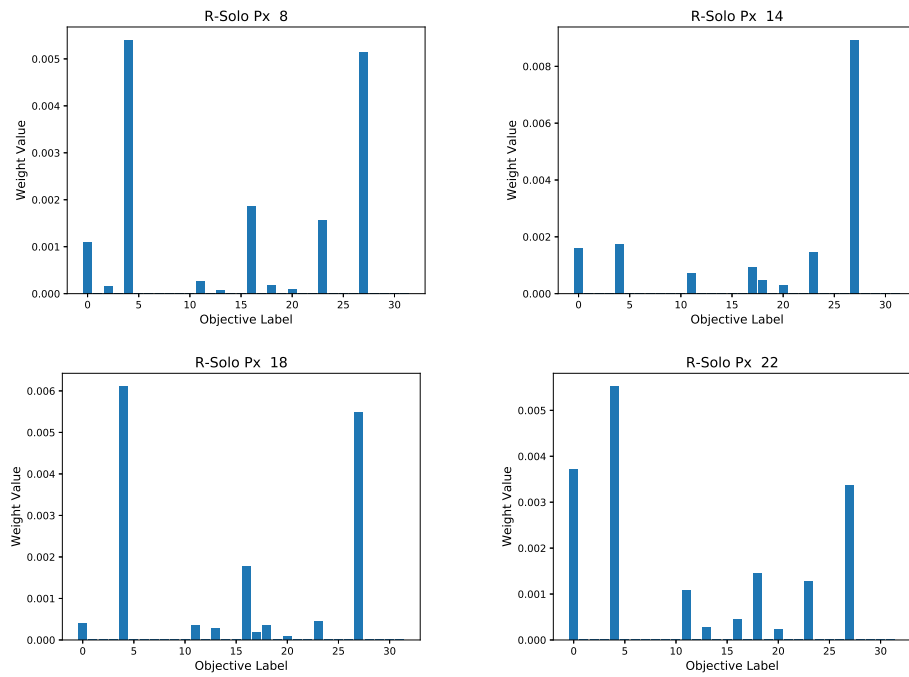 R-Solo Px  8
Weight Value
0.005
0.004
0.003
0.002
0.001
0.000
0 5 10 15 20 25 30
Objective Label
R-Solo Px  14
Weight Value
0.008
0.006
0.004
0.002
0.000
0 5 10 15 20 25 30
Objective Label
R-Solo Px  18
Weight Value
0.006
0.005
0.004
0.003
0.002
0.001
0.000
0 5 10 15 20 25 30
Objective Label
R-Solo Px  22
Weight Value
0.005
0.004
0.003
0.002
0.001
0.000
0 5 10 15 20 25 30
Objective Label